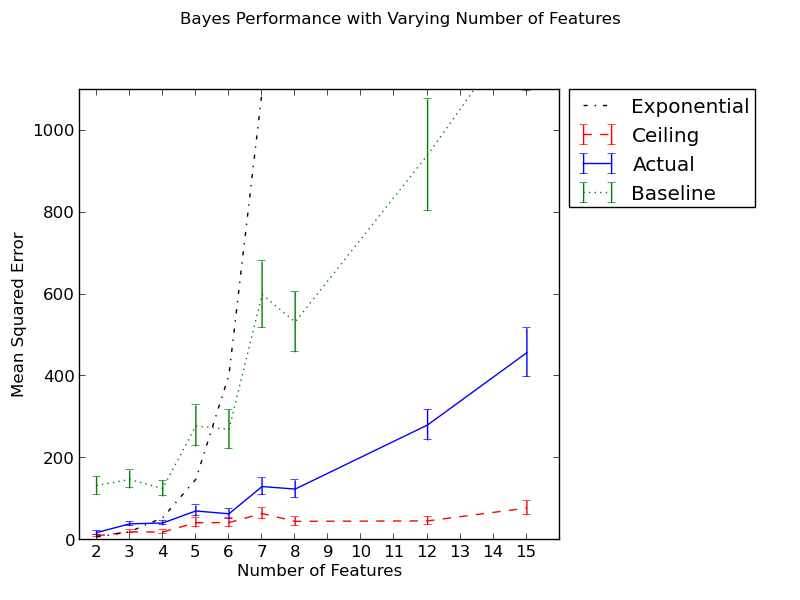 Bayes Performance with Varying Number of Features
Exponential
Ceiling
Actual
Baseline
Mean Squared Error
1000
800
600
400
200
0
2 3 4 5 6 7 8 9 10 11 12 13 14 15
Number of Features